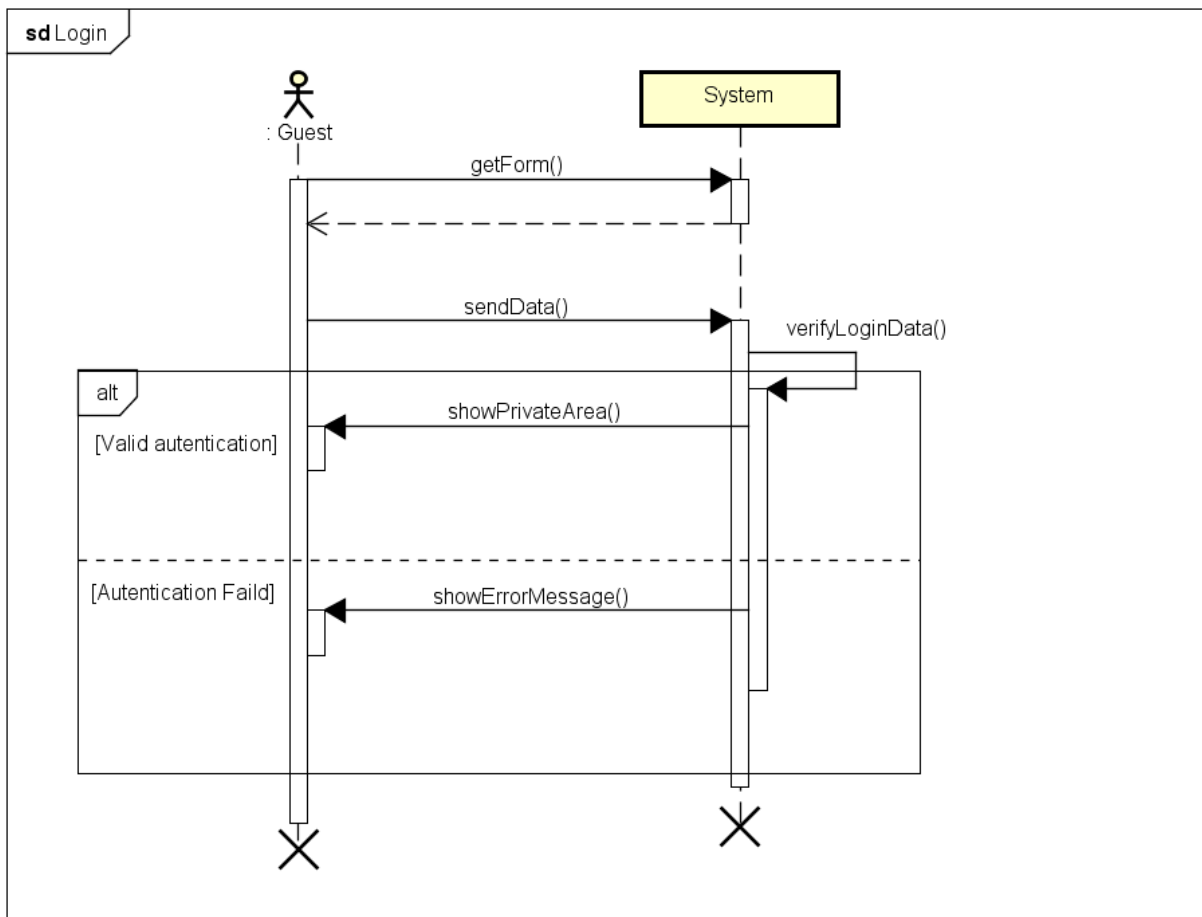 sd Login
: Guest
System
getForm()
sendData()
verifyLoginData()
alt
showPrivateArea()
[Valid autentication]
[Autentication Faild]
showErrorMessage()